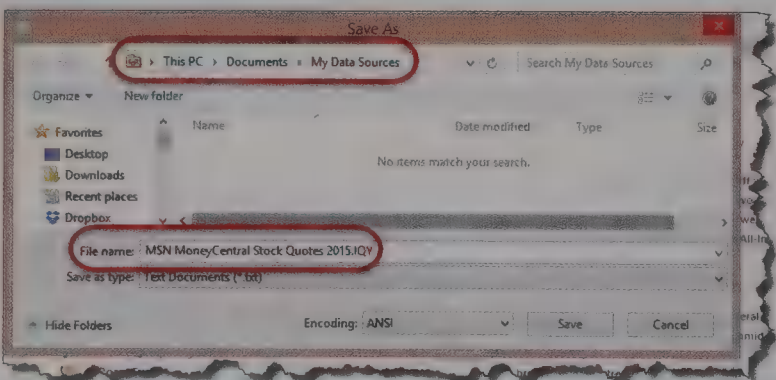 Save As
This PC › Documents › My Data Sources
Search My Data Sources
Organize
New folder
Favorites
Desktop
Downloads
Recent places
Dropbox
Name
Date modified
Type
Size
No items match your search.
File name: MSN MoneyCentral Stock Quotes 2015.IQY
Save as type: Text Documents (*.txt)
Hide Folders
Encoding: ANSI
Save
Cancel
All-In